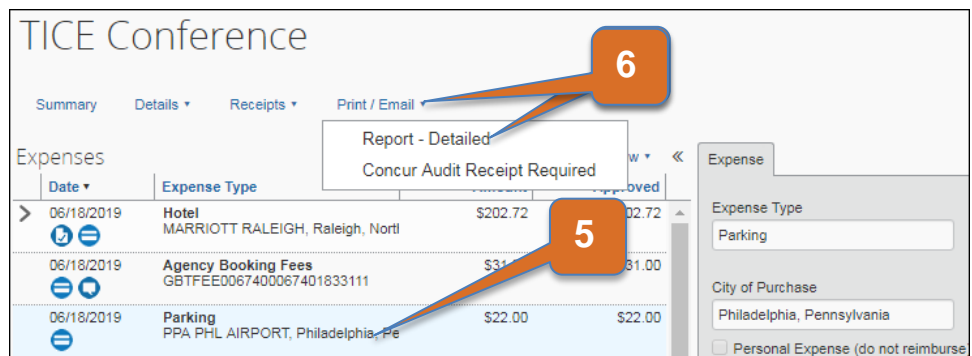 TICE Conference
6
Summary Details Receipts Print / Email
Report - Detailed
Concur Audit Receipt Required
Expenses
Expense
Date Expense Type Amount Approved
06/18/2019 Hotel $202.72
MARRIOTT RALEIGH, Raleigh, Nortl
5
06/18/2019 Agency Booking Fees
GBTFEE0067400067401833111
06/18/2019 Parking $22.00 $22.00
PPA PHL AIRPORT, Philadelphia, Pe
Expense Type
Parking
City of Purchase
Philadelphia, Pennsylvania
Personal Expense (do not reimburse)